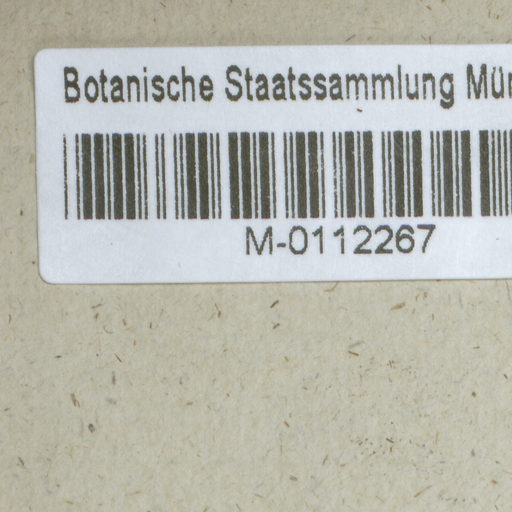 Botanische Staatssammlung Mün
M-0112267